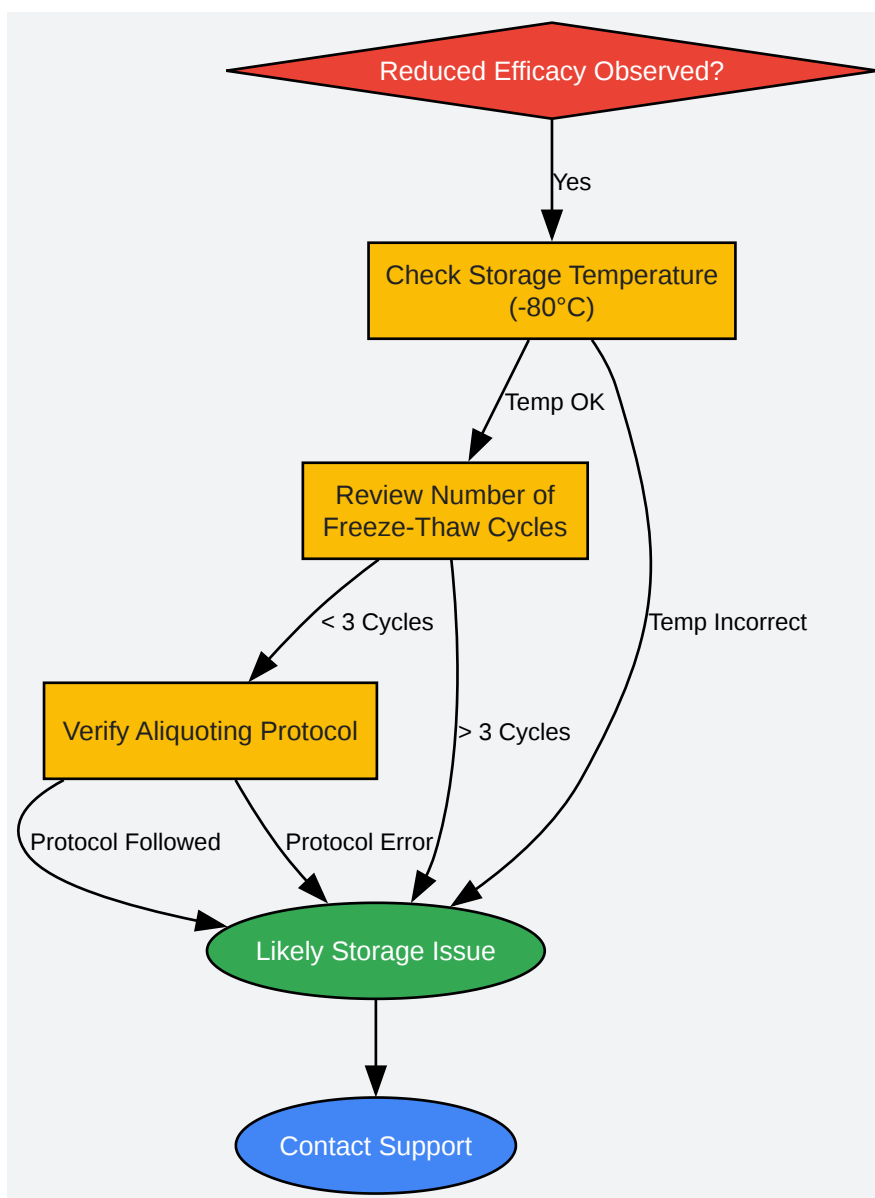 Reduced Efficacy Observed?
Yes
Check Storage Temperature
(-80°C)
Temp OK
Review Number of
Freeze-Thaw Cycles
< 3 Cycles
Temp Incorrect
Verify Aliquoting Protocol
> 3 Cycles
Protocol Followed
Protocol Error
Likely Storage Issue
Contact Support